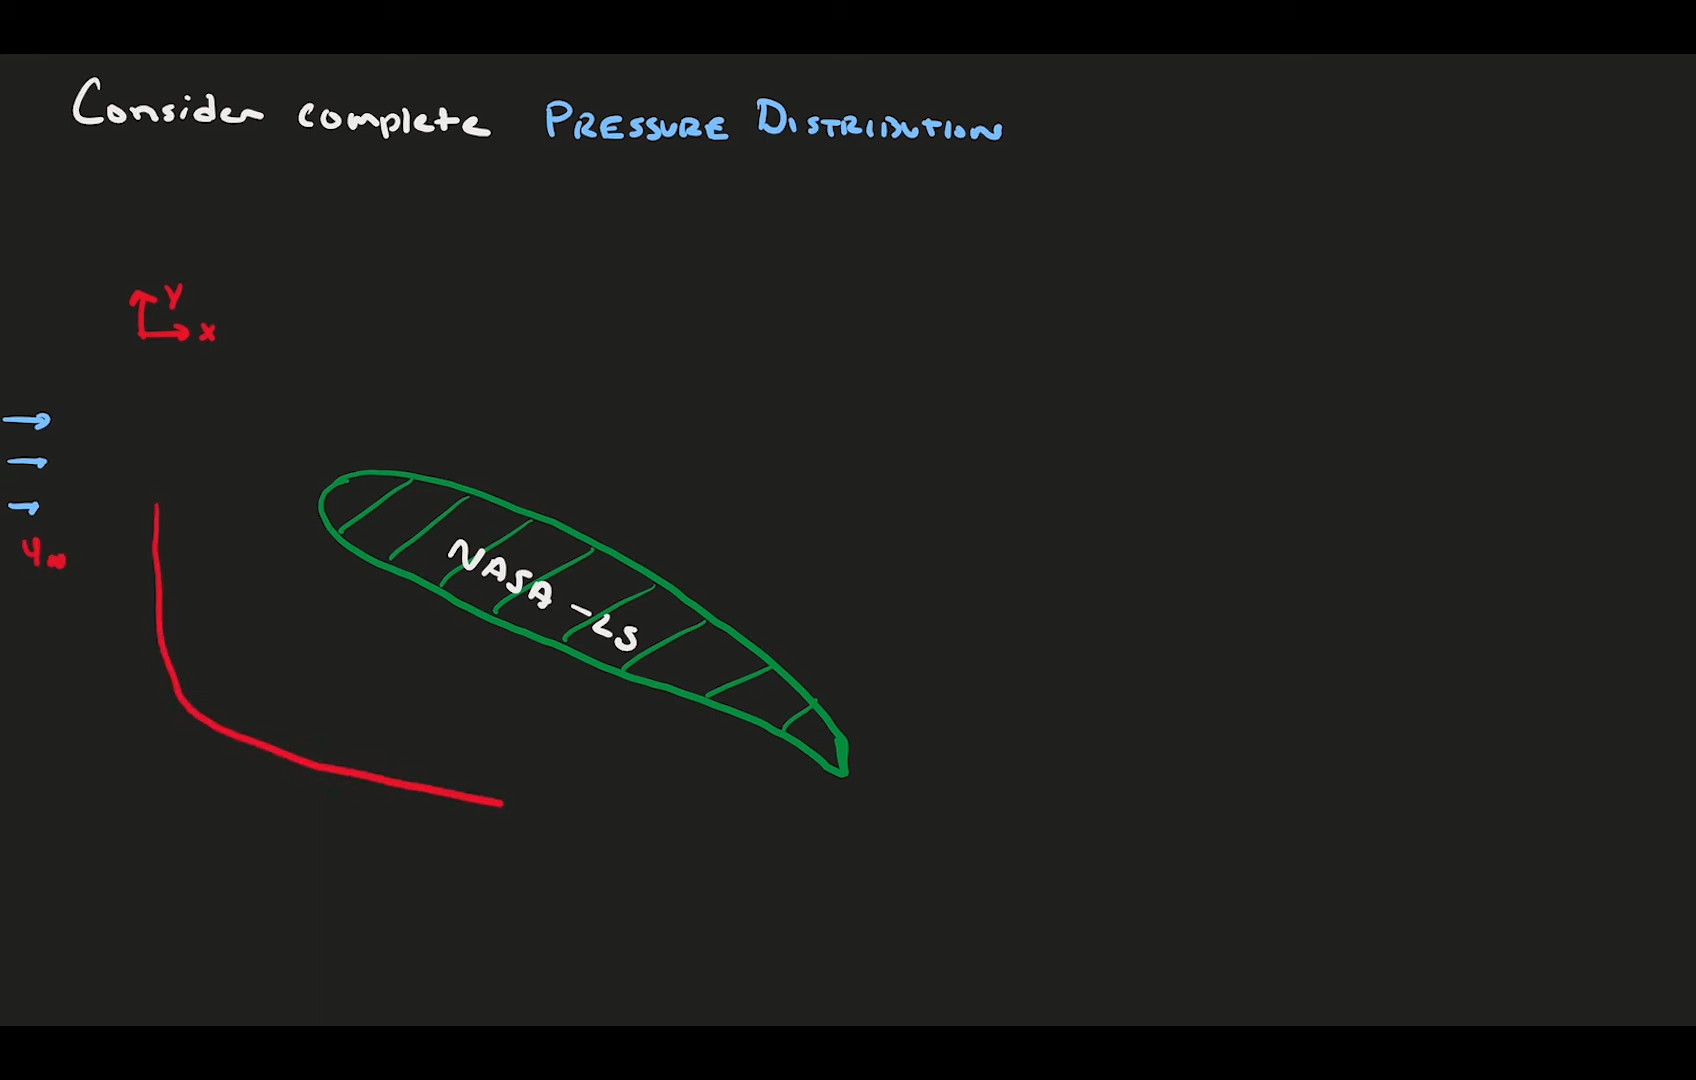 Consider complete PRESSURE DISTRIBUTION
y
x
u∞
NASA-LS